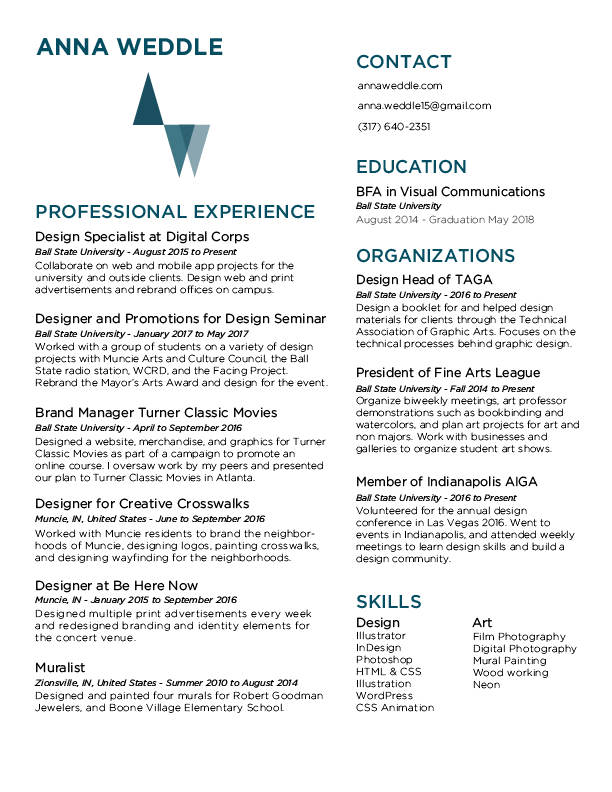 ANNA WEDDLE
PROFESSIONAL EXPERIENCE
Design Specialist at Digital Corps
Ball State University - August 2015 to Present
Collaborate on web and mobile app projects for the
university and outside clients. Design web and print
advertisements and rebrand offices on campus.
Designer and Promotions for Design Seminar
Ball State University - January 2017 to May 2017
Worked with a group of students on a variety of design
projects with Muncie Arts and Culture Council, the Ball
State radio station, WCRD, and the Facing Project.
Rebrand the Mayor's Arts Award and design for the event.
Brand Manager Turner Classic Movies
Ball State University - April to September 2016
Designed a website, merchandise, and graphics for Turner
Classic Movies as part of a campaign to promote an
online course. I oversaw work by my peers and presented
our plan to Turner Classic Movies in Atlanta.
Designer for Creative Crosswalks
Muncie, IN, United States - June to September 2016
Worked with Muncie residents to brand the neighbor-
hoods of Muncie, designing logos, painting crosswalks,
and designing wayfinding for the neighborhoods.
Designer at Be Here Now
Muncie, IN - January 2015 to September 2016
Designed multiple print advertisements every week
and redesigned branding and identity elements for
the concert venue.
Muralist
Zionsville, IN, United States - Summer 2010 to August 2014
Designed and painted four murals for Robert Goodman
Jewelers, and Boone Village Elementary School.
CONTACT
annaweddle.com
anna.weddle15@gmail.com
(317) 640-2351
EDUCATION
BFA in Visual Communications
Ball State University
August 2014 - Graduation May 2018
ORGANIZATIONS
Design Head of TAGA
Ball State University - 2016 to Present
Design a booklet for and helped design
materials for clients through the Technical
Association of Graphic Arts. Focuses on the
technical processes behind graphic design.
President of Fine Arts League
Ball State University - Fall 2014 to Present
Organize biweekly meetings, art professor
demonstrations such as bookbinding and
watercolors, and plan art projects for art and
non majors. Work with businesses and
galleries to organize student art shows.
Member of Indianapolis AIGA
Ball State University - 2016 to Present
Volunteered for the annual design
conference in Las Vegas 2016. Went to
events in Indianapolis, and attended weekly
meetings to learn design skills and build a
design community.
SKILLS
Design
Illustrator
InDesign
Photoshop
HTML & CSS
Illustration
WordPress
CSS Animation
Art
Film Photography
Digital Photography
Mural Painting
Wood working
Neon